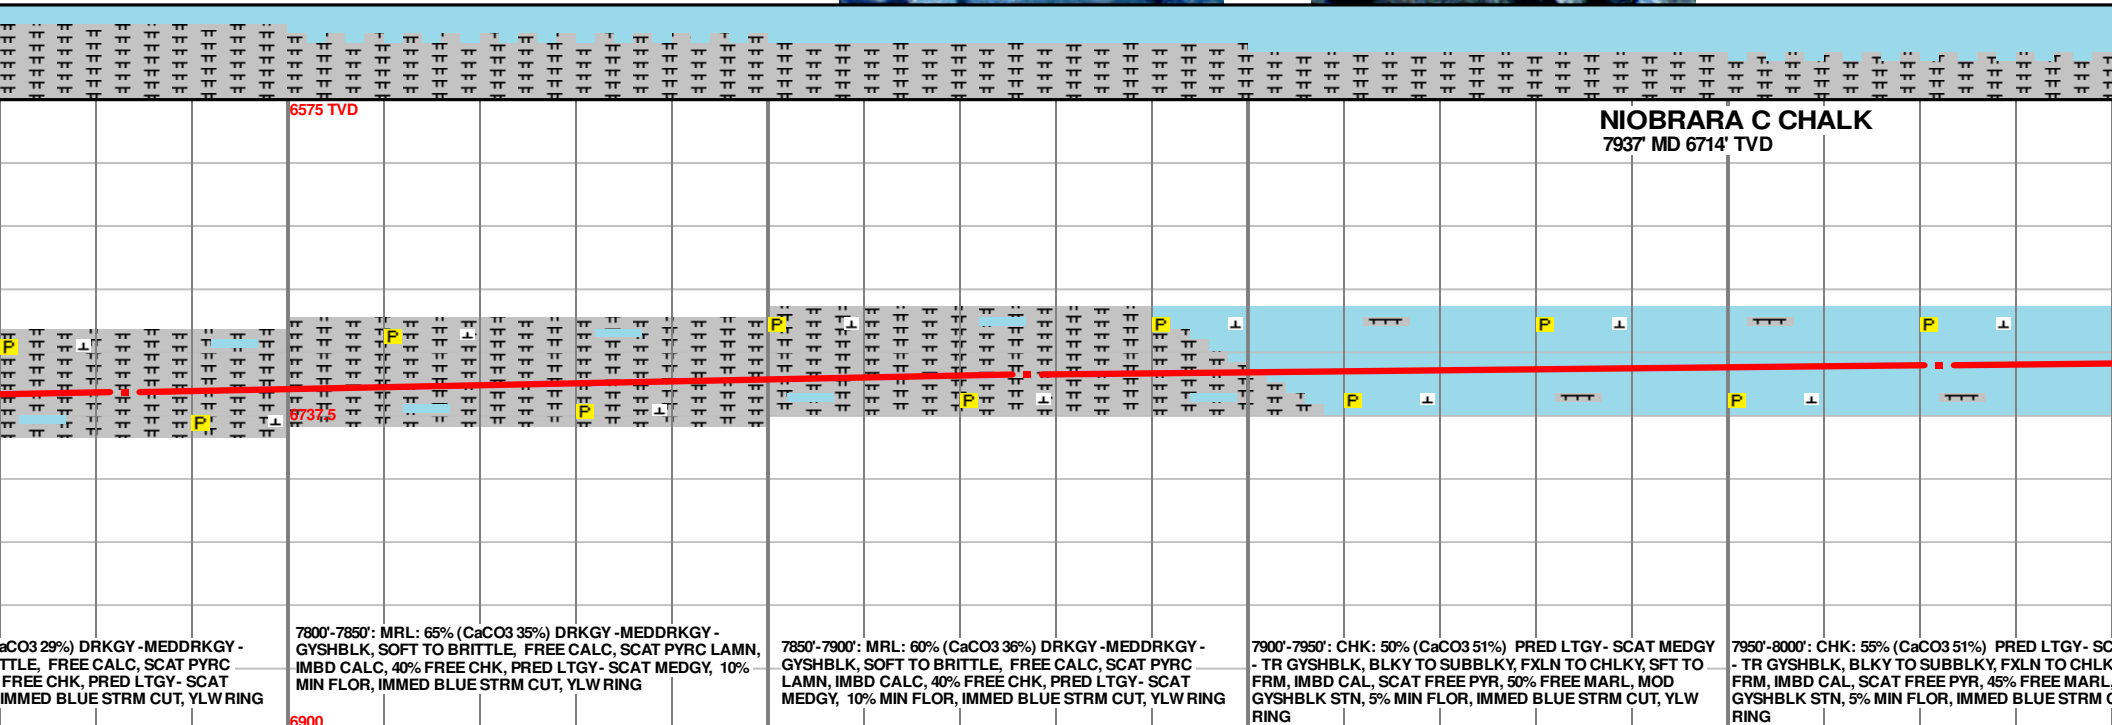 6575 TVD
NIOBRARA C CHALK
7937' MD 6714' TVD
P
P
P
P
P
P
P
P
P
P
P
6737.5
aCO3 29%) DRKGY -MEDDRKGY -
TTLE, FREE CALC, SCAT PYRC
FREE CHK, PRED LTGY- SCAT
IMMED BLUE STRM CUT, YLW RING
7800'-7850': MRL: 65% (CaCO3 35%) DRKGY -MEDDRKGY -
GYSHBLK, SOFT TO BRITTLE, FREE CALC, SCAT PYRC LAMN,
IMBD CALC, 40% FREE CHK, PRED LTGY- SCAT MEDGY, 10%
MIN FLOR, IMMED BLUE STRM CUT, YLW RING
7850'-7900': MRL: 60% (CaCO3 36%) DRKGY -MEDDRKGY -
GYSHBLK, SOFT TO BRITTLE, FREE CALC, SCAT PYRC
LAMN, IMBD CALC, 40% FREE CHK, PRED LTGY- SCAT
MEDGY, 10% MIN FLOR, IMMED BLUE STRM CUT, YLW RING
7900'-7950': CHK: 50% (CaCO3 51%) PRED LTGY- SCAT MEDGY
- TR GYSHBLK, BLKY TO SUBBLKY, FXLN TO CHLKY, SFT TO
FRM, IMBD CAL, SCAT FREE PYR, 50% FREE MARL, MOD
GYSHBLK STN, 5% MIN FLOR, IMMED BLUE STRM CUT, YLW
RING
7950'-8000': CHK: 55% (CaCO3 51%) PRED LTGY- SC
- TR GYSHBLK, BLKY TO SUBBLKY, FXLN TO CHLK
FRM, IMBD CAL, SCAT FREE PYR, 45% FREE MARL,
GYSHBLK STN, 5% MIN FLOR, IMMED BLUE STRM C
RING
6900